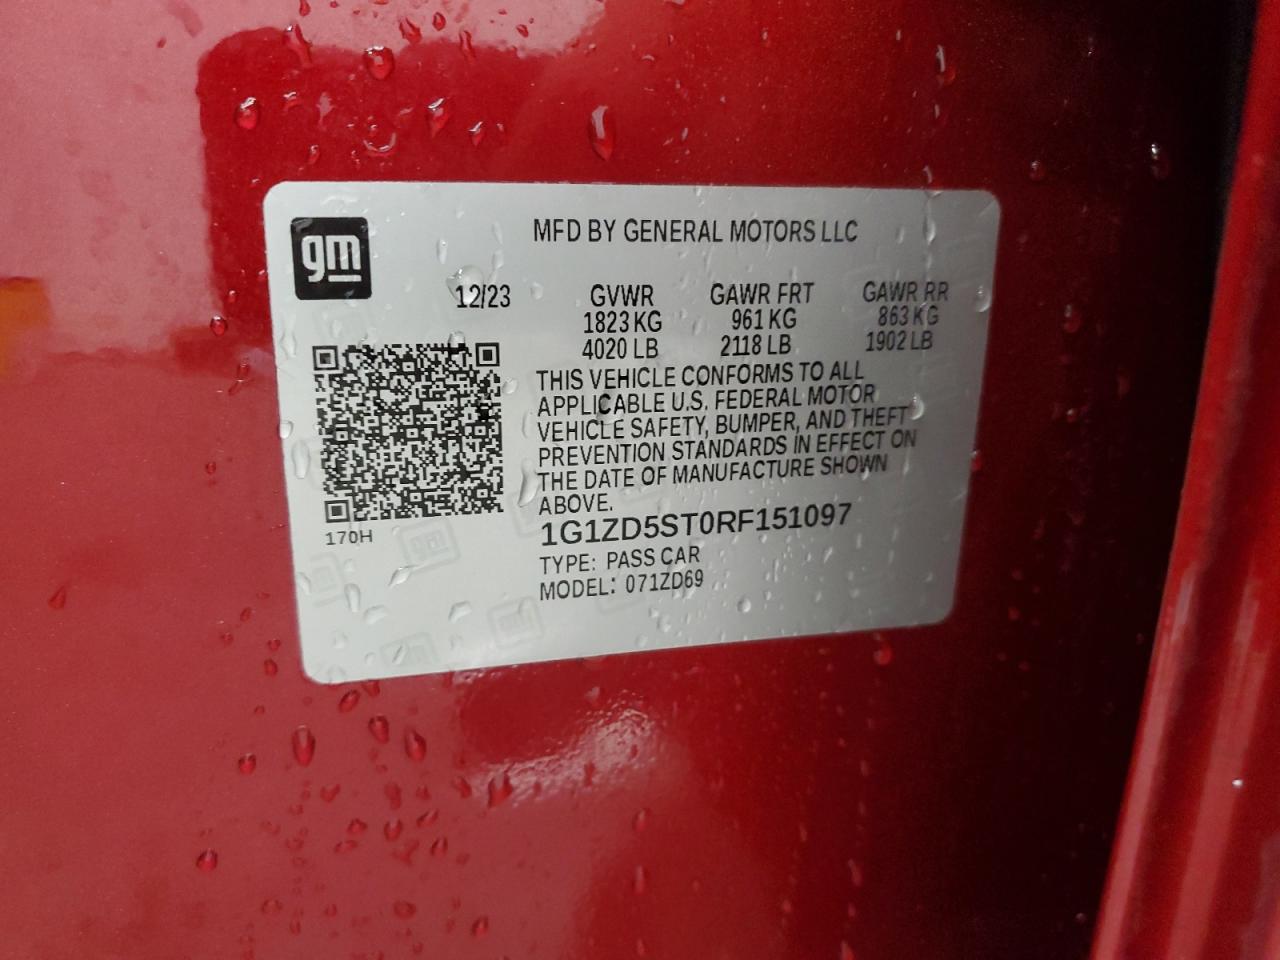 gm
MFD BY GENERAL MOTORS LLC
12/23 GVWR GAWR FRT GAWR RR
1823 KG 961 KG 863 KG
4020 LB 2118 LB 1902 LB
THIS VEHICLE CONFORMS TO ALL
APPLICABLE U.S. FEDERAL MOTOR
VEHICLE SAFETY, BUMPER, AND THEFT
PREVENTION STANDARDS IN EFFECT ON
THE DATE OF MANUFACTURE SHOWN
ABOVE.
170H
1G1ZD5ST0RF151097
TYPE: PASS CAR
MODEL: 071ZD69